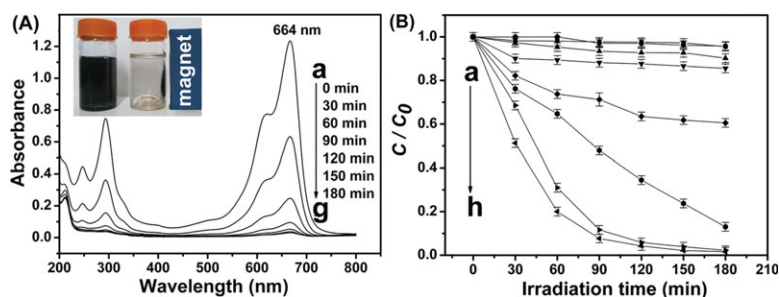 (A)
664 nm
magnet
a
0 min
30 min
60 min
90 min
120 min
150 min
180 min
g
Absorbance
1.2
1.0
0.8
0.6
0.4
0.2
0.0
200 300 400 500 600 700 800
Wavelength (nm)
(B)
a
h
C / C0
1.0
0.8
0.6
0.4
0.2
0.0
0 30 60 90 120 150 180 210
Irradiation time (min)